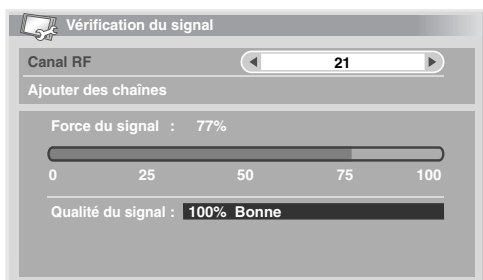 Vérification du signal
Canal RF 21
Ajouter des chaînes
Force du signal : 77%
0 25 50 75 100
Qualité du signal : 100% Bonne